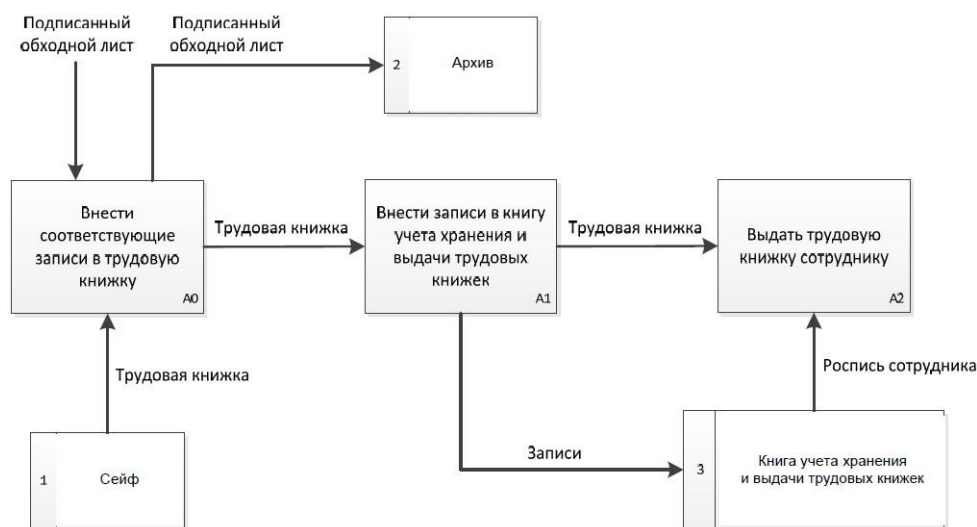 Подписанный
обходной лист
Подписанный
обходной лист
2
Архив
Внести
соответствующие
записи в трудовую
книжку
A0
Трудовая книжка
Внести записи в книгу
учета хранения и
выдачи трудовых
книжек
A1
Трудовая книжка
Выдать трудовую
книжку сотруднику
A2
Трудовая книжка
Роспись сотрудника
1
Сейф
Записи
3
Книга учета хранения
и выдачи трудовых книжек